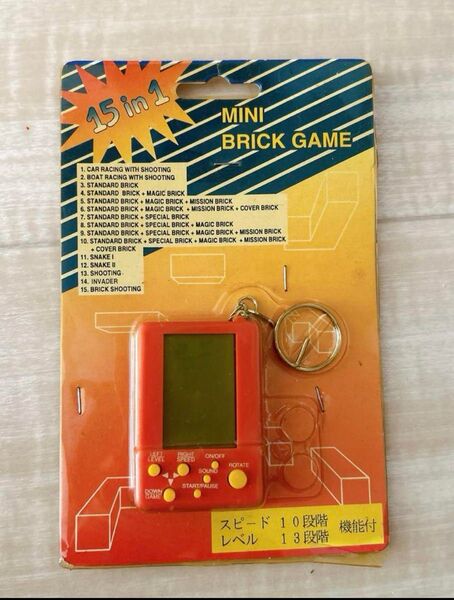 15 in 1
MINI
BRICK GAME
1. CAR RACING WITH SHOOTING
2. BOAT RACING WITH SHOOTING
3. STANDARD BRICK
4. STANDARD BRICK + MAGIC BRICK
5. STANDARD BRICK + MAGIC BRICK + MISSION BRICK
6. STANDARD BRICK + MAGIC BRICK + MISSION BRICK + COVER BRICK
7. STANDARD BRICK + SPECIAL BRICK
8. STANDARD BRICK + SPECIAL BRICK + MAGIC BRICK
9. STANDARD BRICK + SPECIAL BRICK + MAGIC BRICK + MISSION BRICK
10. STANDARD BRICK + SPECIAL BRICK + MAGIC BRICK + MISSION BRICK
+ COVER BRICK
11. SNAKE I
12. SNAKE II
13. SHOOTING
14. INVADER
15. BRICK SHOOTING
LEFT
LEVEL
RIGHT
SPEED
ON/OFF
SOUND
ROTATE
START/PAUSE
DOWN
GAME
スピード 10段階 機能付
レベル 13段階